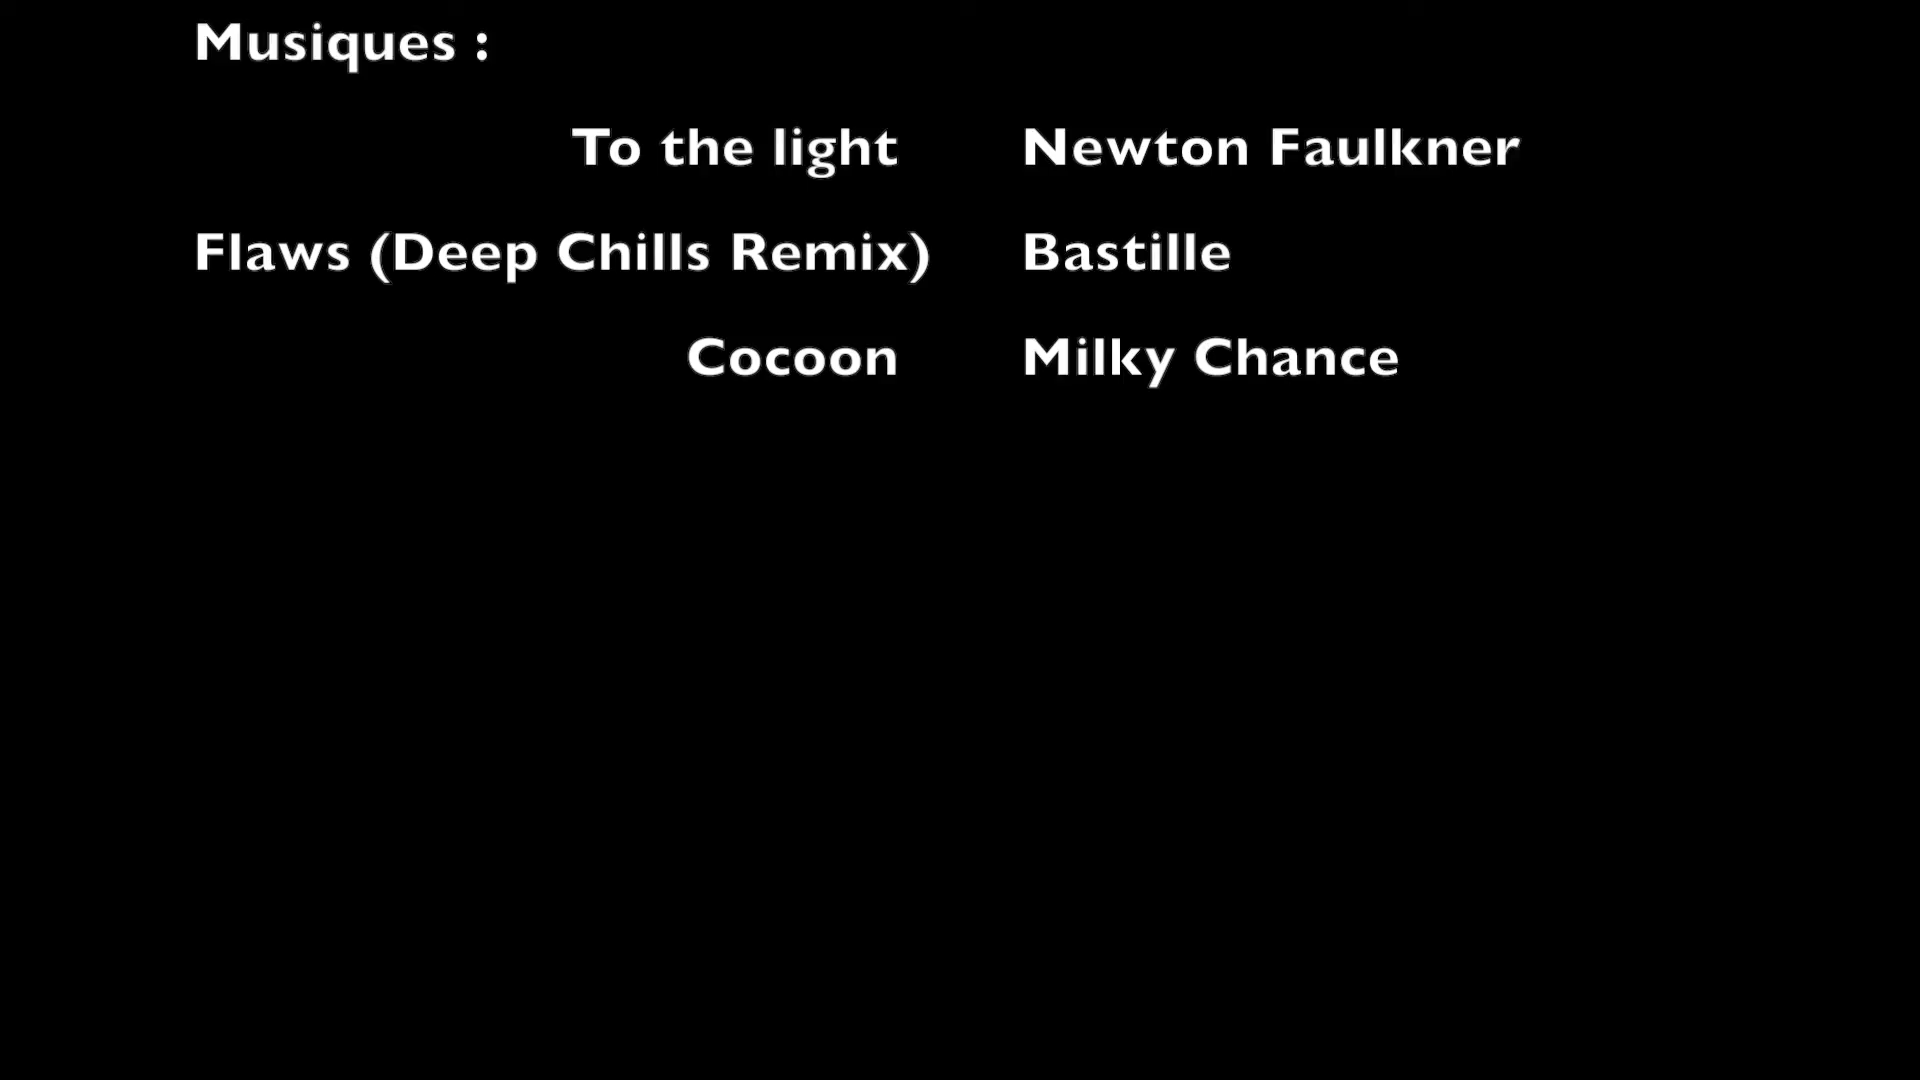 Musiques :
To the light Newton Faulkner
Flaws (Deep Chills Remix) Bastille
Cocoon Milky Chance